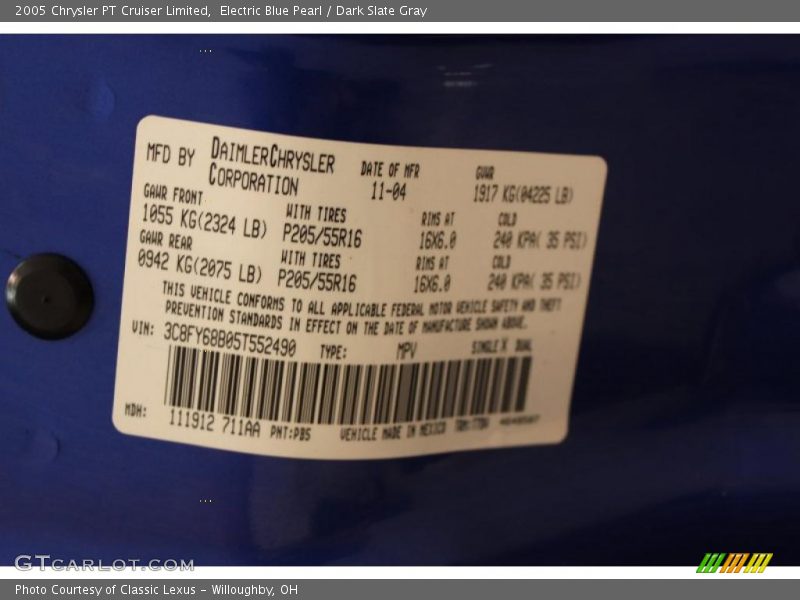 2005 Chrysler PT Cruiser Limited,  Electric Blue Pearl / Dark Slate Gray
MFD BY DAIMLERCHRYSLER CORPORATION
DATE OF MFR
11-04
GVWR
1917 KG(04225 LB)
GAWR FRONT
1055 KG(2324 LB)
WITH TIRES
P205/55R16
RIMS AT
16X6.0
COLD
240 KPA( 35 PSI)
GAWR REAR
0942 KG(2075 LB)
WITH TIRES
P205/55R16
RIMS AT
16X6.0
COLD
240 KPA( 35 PSI)
THIS VEHICLE CONFORMS TO ALL APPLICABLE FEDERAL MOTOR VEHICLE SAFETY AND THEFT
PREVENTION STANDARDS IN EFFECT ON THE DATE OF MANUFACTURE SHOWN ABOVE.
VIN: 3C8FY68B05T552490 TYPE: MPV SINGLE X DUAL
MDH: 111912 711AA PNT:PB5 VEHICLE MADE IN MEXICO
GTCARLOT.COM
Photo Courtesy of Classic Lexus - Willoughby, OH